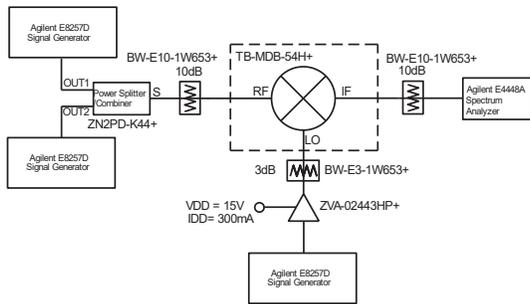 Agilent E8257D
Signal Generator
BW-E10-1W653+
10dB
OUT1
Power Splitter
/Combiner
S
OUT2
ZN2PD-K44+
Agilent E8257D
Signal Generator
TB-MDB-54H+
RF
IF
LO
BW-E10-1W653+
10dB
Agilent E4448A
Spectrum
Analyzer
3dB
BW-E3-1W653+
VDD = 15V
IDD= 300mA
ZVA-02443HP+
Agilent E8257D
Signal Generator